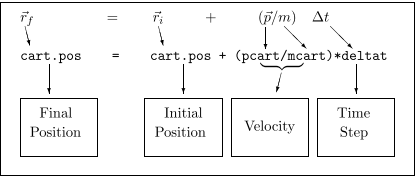 r⃗f = r⃗i + (p⃗/m) Δt
cart.pos = cart.pos + (pcart/mcart)*deltat
Final Position
Initial Position
Velocity
Time Step